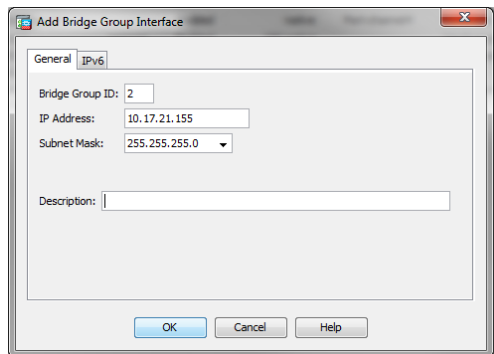 Add Bridge Group Interface
General IPv6
Bridge Group ID: 2
IP Address: 10.17.21.155
Subnet Mask: 255.255.255.0
Description:
OK Cancel Help